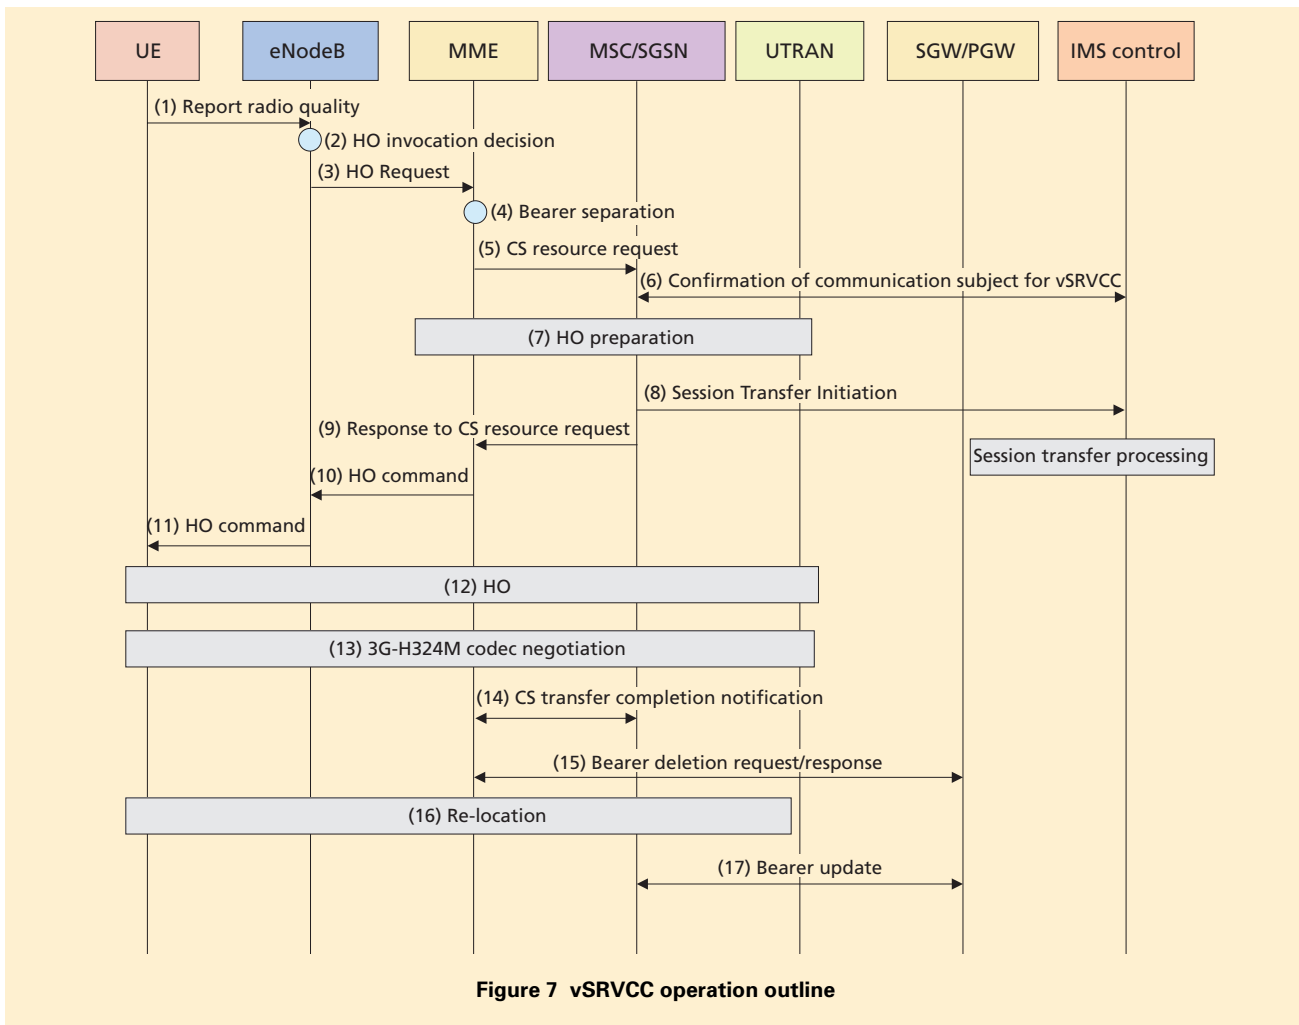 UE eNodeB MME MSC/SGSN UTRAN SGW/PGW IMS control
(1) Report radio quality
(2) HO invocation decision
(3) HO Request
(4) Bearer separation
(5) CS resource request
(6) Confirmation of communication subject for vSRVCC
(7) HO preparation
(8) Session Transfer Initiation
(9) Response to CS resource request
Session transfer processing
(10) HO command
(11) HO command
(12) HO
(13) 3G-H324M codec negotiation
(14) CS transfer completion notification
(15) Bearer deletion request/response
(16) Re-location
(17) Bearer update
Figure 7 vSRVCC operation outline